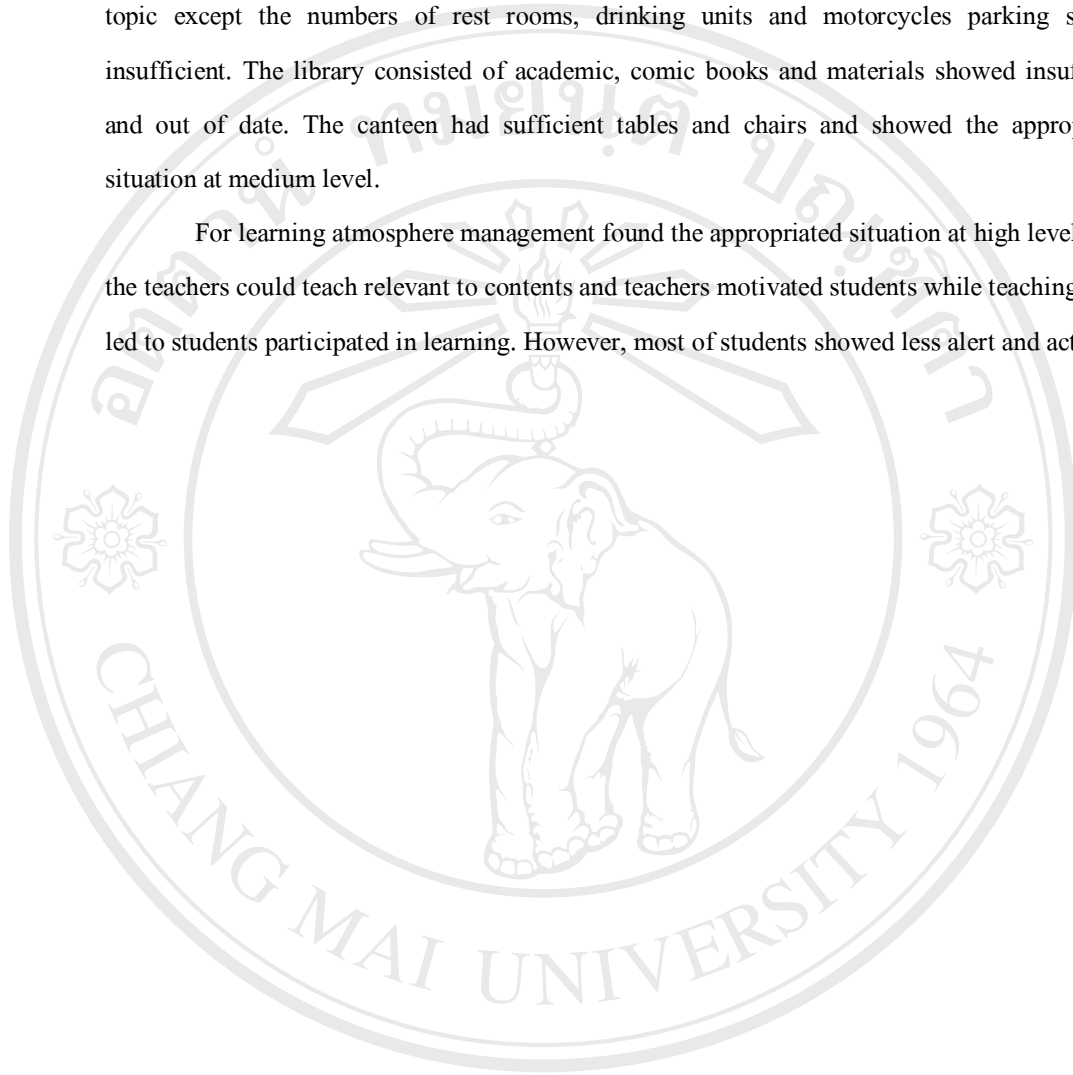 topic except the numbers of rest rooms, drinking units and motorcycles parking
insufficient. The library consisted of academic, comic books and materials showed
and out of date. The canteen had sufficient tables and chairs and showed the
situation at medium level.
For learning atmosphere management found the appropriated situation at high level
the teachers could teach relevant to contents and teachers motivated students while teaching
led to students participated in learning. However, most of students showed less alert and
CHIANG MAI UNIVERSITY 1964